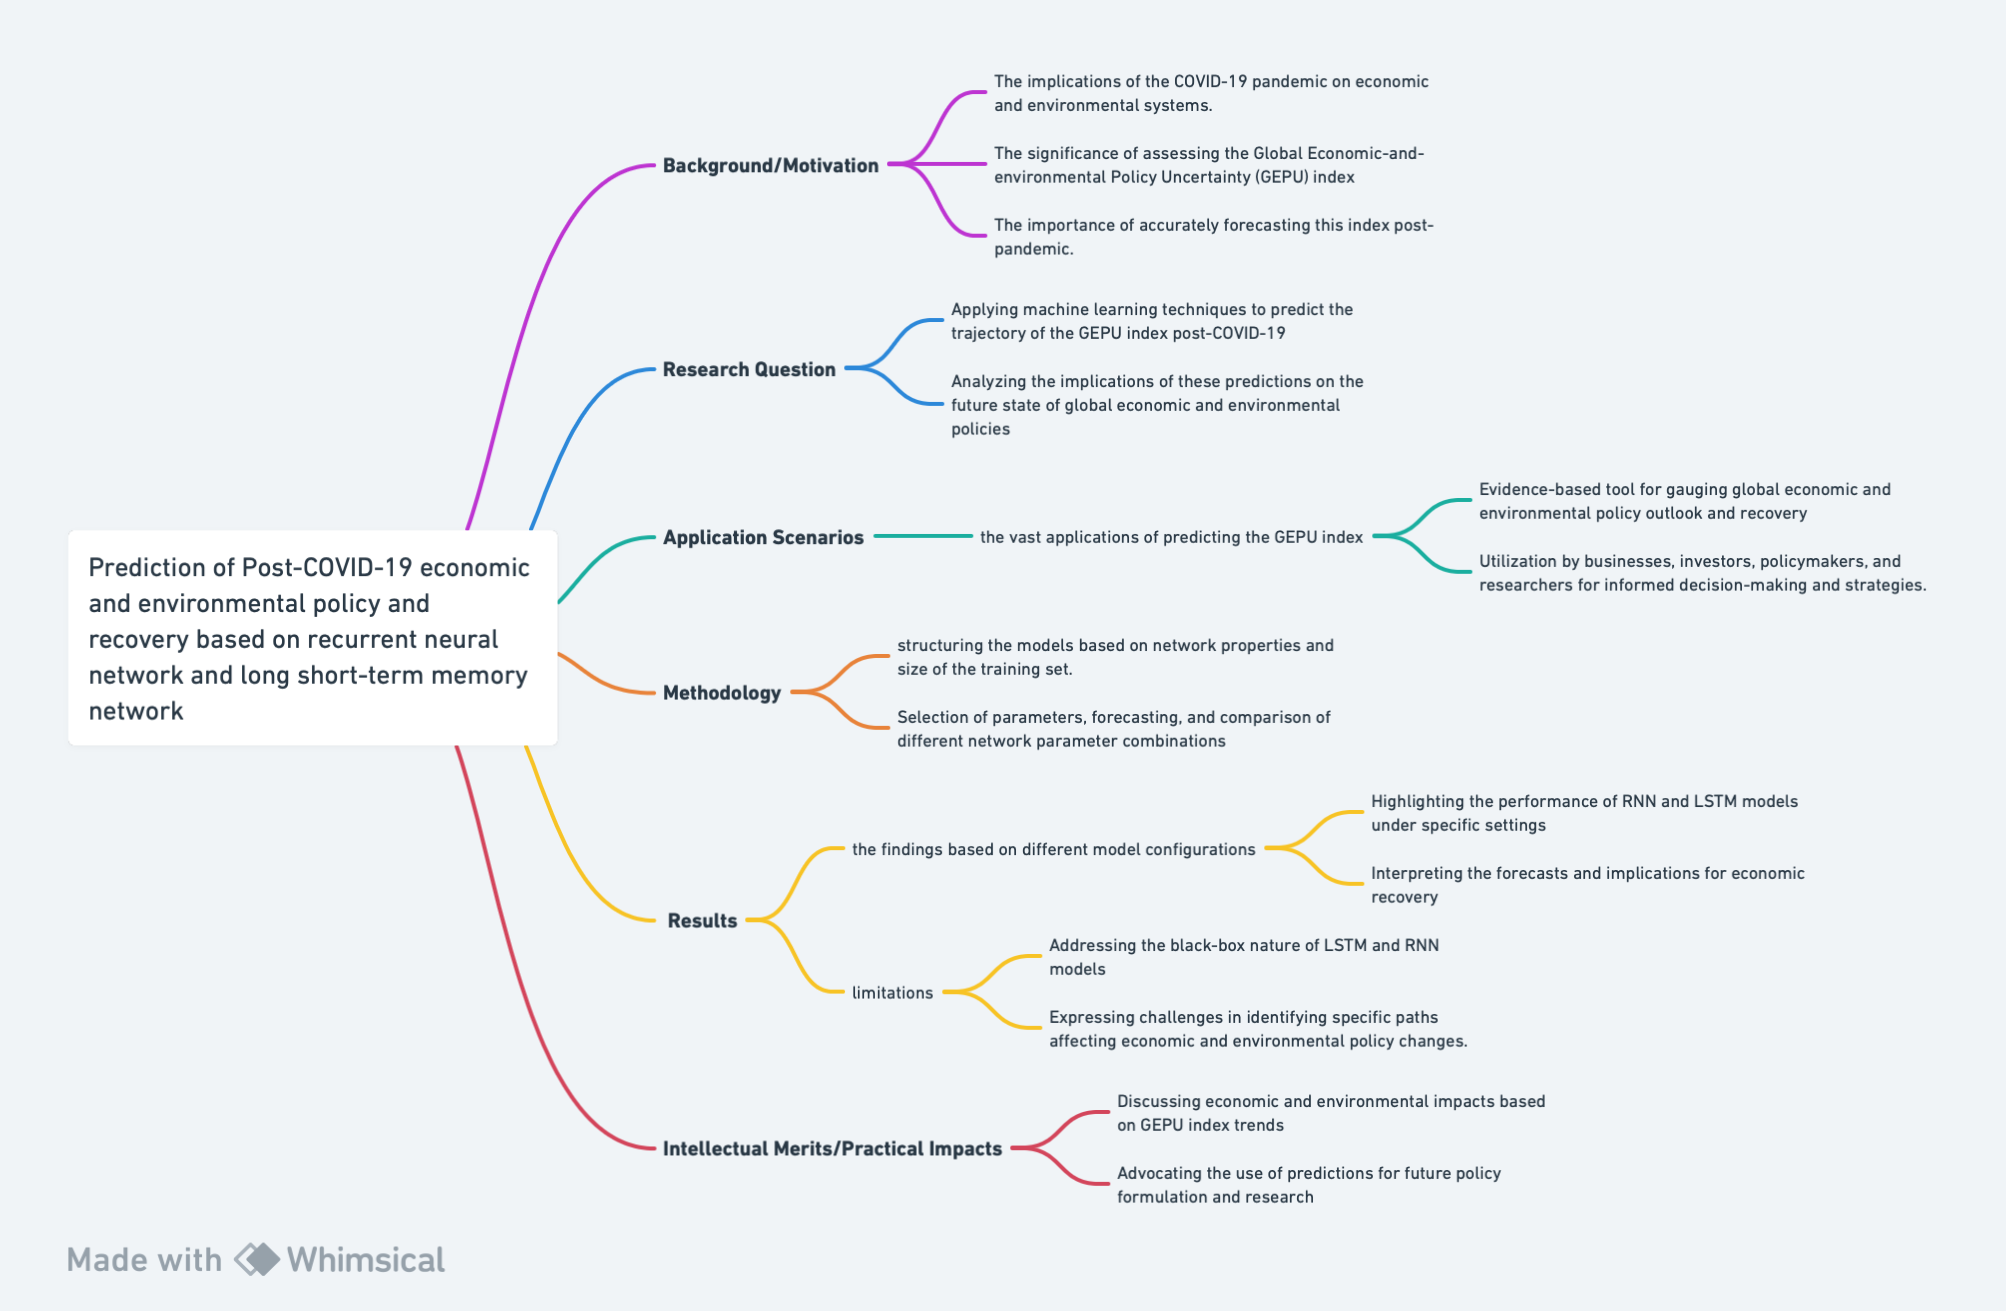 The implications of the COVID-19 pandemic on economic
and environmental systems.
Background/Motivation
The significance of assessing the Global Economic-and-
environmental Policy Uncertainty (GEPU) index
The importance of accurately forecasting this index post-
pandemic.
Applying machine learning techniques to predict the
trajectory of the GEPU index post-COVID-19
Research Question
Analyzing the implications of these predictions on the
future state of global economic and environmental
policies
Application Scenarios
the vast applications of predicting the GEPU index
Evidence-based tool for gauging global economic and
environmental policy outlook and recovery
Utilization by businesses, investors, policymakers, and
researchers for informed decision-making and strategies.
Prediction of Post-COVID-19 economic
and environmental policy and
recovery based on recurrent neural
network and long short-term memory
network
Methodology
structuring the models based on network properties and
size of the training set.
Selection of parameters, forecasting, and comparison of
different network parameter combinations
Results
the findings based on different model configurations
Highlighting the performance of RNN and LSTM models
under specific settings
Interpreting the forecasts and implications for economic
recovery
limitations
Addressing the black-box nature of LSTM and RNN
models
Expressing challenges in identifying specific paths
affecting economic and environmental policy changes.
Intellectual Merits/Practical Impacts
Discussing economic and environmental impacts based
on GEPU index trends
Advocating the use of predictions for future policy
formulation and research
Made with Whimsical